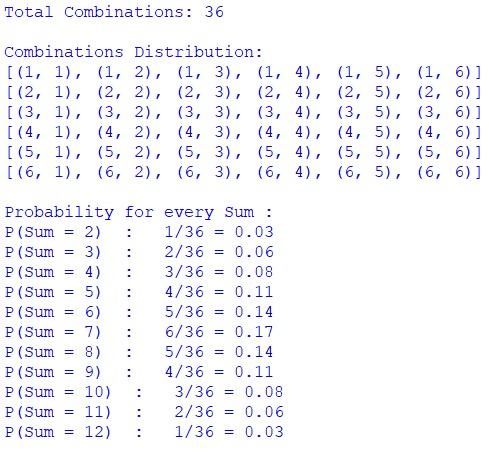 Total Combinations: 36
Combinations Distribution:
[(1, 1), (1, 2), (1, 3), (1, 4), (1, 5), (1, 6)]
[(2, 1), (2, 2), (2, 3), (2, 4), (2, 5), (2, 6)]
[(3, 1), (3, 2), (3, 3), (3, 4), (3, 5), (3, 6)]
[(4, 1), (4, 2), (4, 3), (4, 4), (4, 5), (4, 6)]
[(5, 1), (5, 2), (5, 3), (5, 4), (5, 5), (5, 6)]
[(6, 1), (6, 2), (6, 3), (6, 4), (6, 5), (6, 6)]
Probability for every Sum :
P(Sum = 2)  :   1/36 = 0.03
P(Sum = 3)  :   2/36 = 0.06
P(Sum = 4)  :   3/36 = 0.08
P(Sum = 5)  :   4/36 = 0.11
P(Sum = 6)  :   5/36 = 0.14
P(Sum = 7)  :   6/36 = 0.17
P(Sum = 8)  :   5/36 = 0.14
P(Sum = 9)  :   4/36 = 0.11
P(Sum = 10)  :   3/36 = 0.08
P(Sum = 11)  :   2/36 = 0.06
P(Sum = 12)  :   1/36 = 0.03